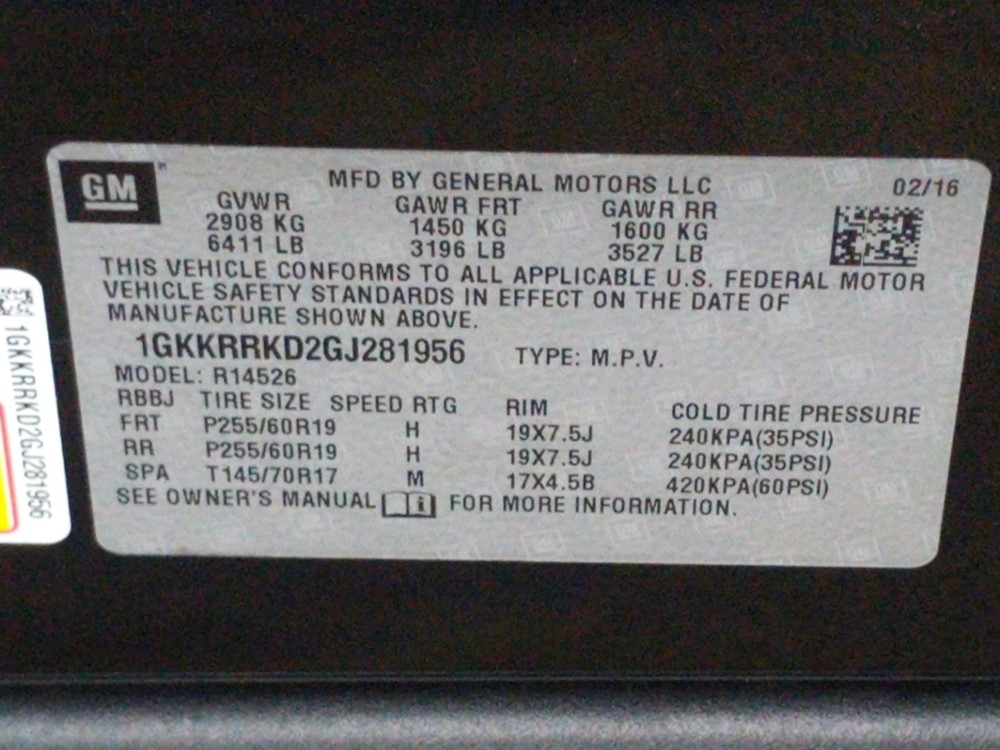 GM
MFD BY GENERAL MOTORS LLC 02/16
GVWR GAWR FRT GAWR RR
2908 KG 1450 KG 1600 KG
6411 LB 3196 LB 3527 LB
THIS VEHICLE CONFORMS TO ALL APPLICABLE U.S. FEDERAL MOTOR
VEHICLE SAFETY STANDARDS IN EFFECT ON THE DATE OF
MANUFACTURE SHOWN ABOVE.
1GKKRRKD2GJ281956 TYPE: M.P.V.
MODEL: R14526
RBBJ TIRE SIZE SPEED RTG RIM COLD TIRE PRESSURE
FRT P255/60R19 H 19X7.5J 240KPA(35PSI)
RR P255/60R19 H 19X7.5J 240KPA(35PSI)
SPA T145/70R17 M 17X4.5B 420KPA(60PSI)
SEE OWNER'S MANUAL i FOR MORE INFORMATION.
1GKKRRKD2GJ281956